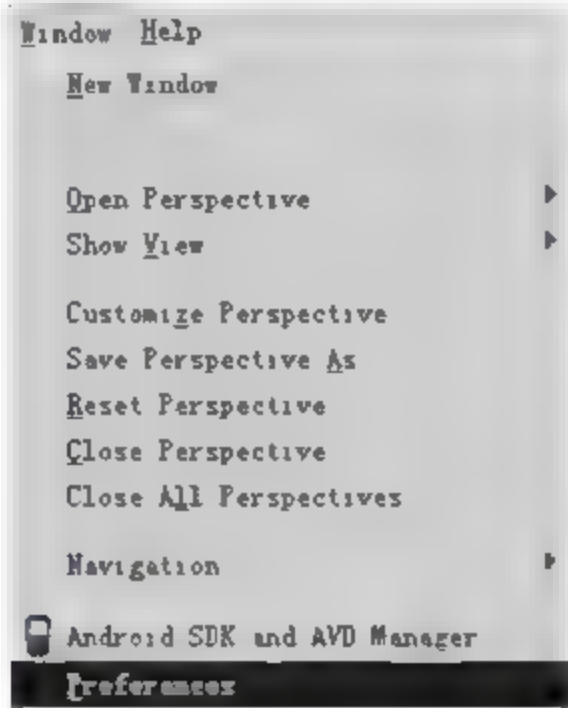 Window Help
New Window
Open Perspective
Show View
Customize Perspective
Save Perspective As
Reset Perspective
Close Perspective
Close All Perspectives
Navigation
Android SDK and AVD Manager
Preferences